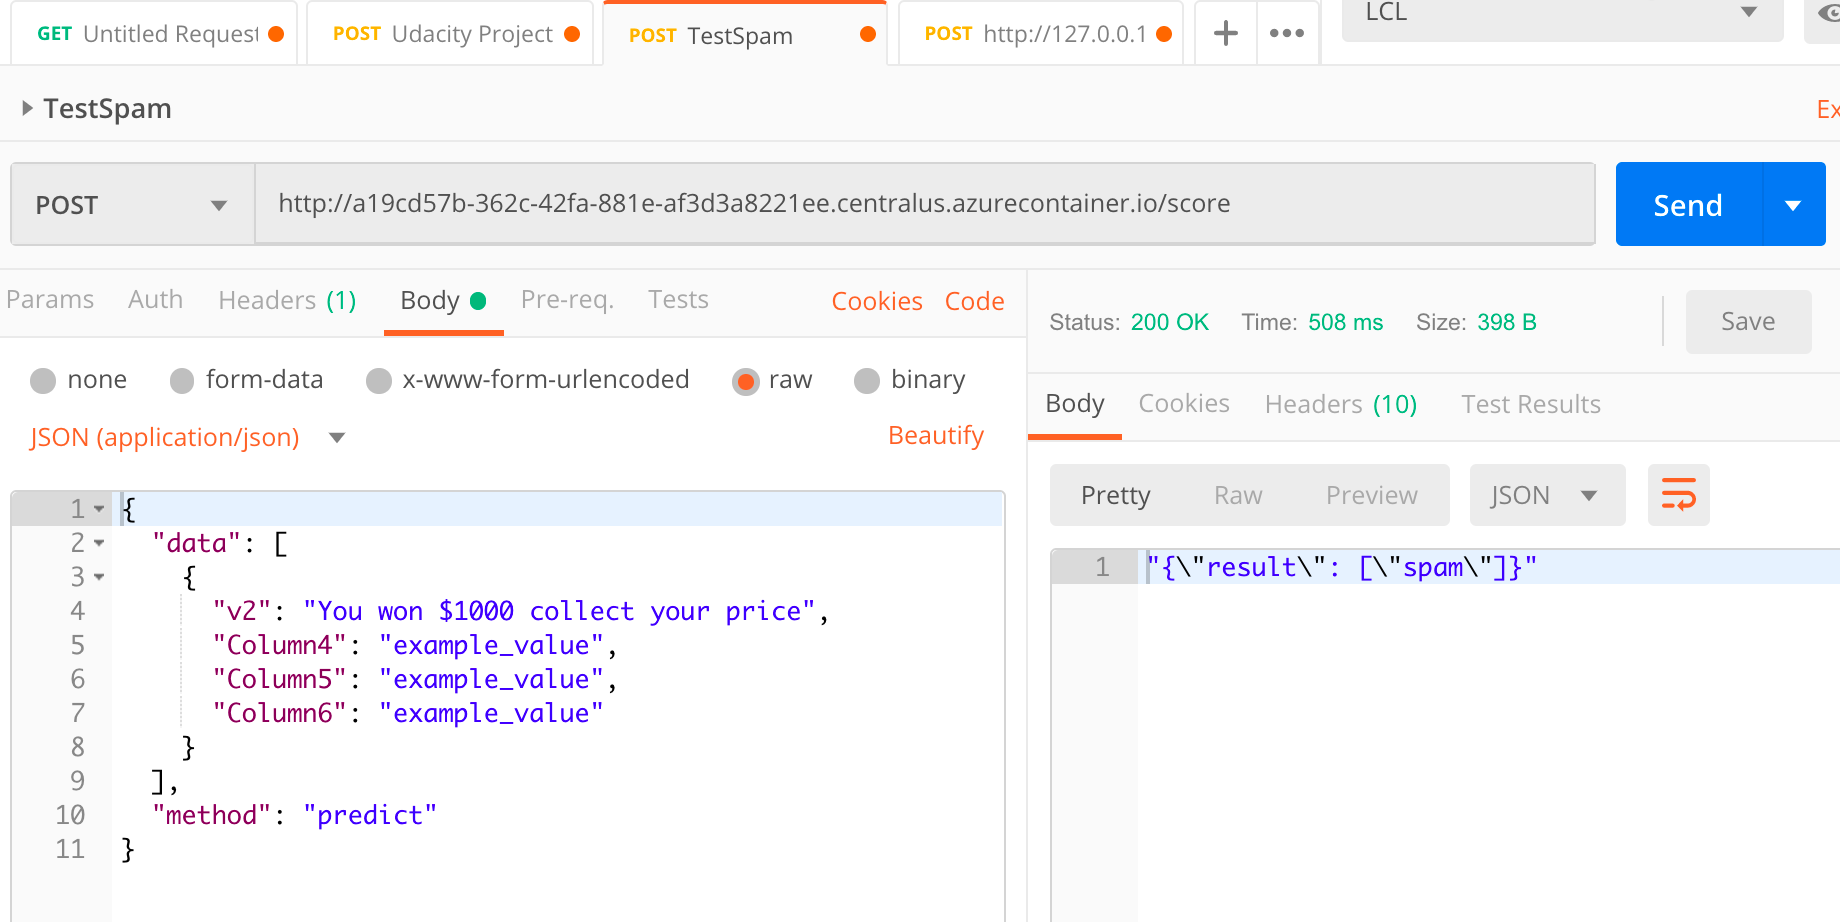 GET Untitled Request
POST Udacity Project
POST TestSpam
POST http://127.0.0.1
LCL
TestSpam
Ex
POST
http://a19cd57b-362c-42fa-881e-af3d3a8221ee.centralus.azurecontainer.io/score
Send
Params Auth Headers (1) Body Pre-req. Tests Cookies Code
none form-data x-www-form-urlencoded raw binary
JSON (application/json) Beautify
1 {
2 "data": [
3 {
4 "v2": "You won $1000 collect your price",
5 "Column4": "example_value",
6 "Column5": "example_value",
7 "Column6": "example_value"
8 }
9 ],
10 "method": "predict"
11 }
Status: 200 OK Time: 508 ms Size: 398 B Save
Body Cookies Headers (10) Test Results
Pretty Raw Preview JSON
1 "{\"result\": [\"spam\"]}"